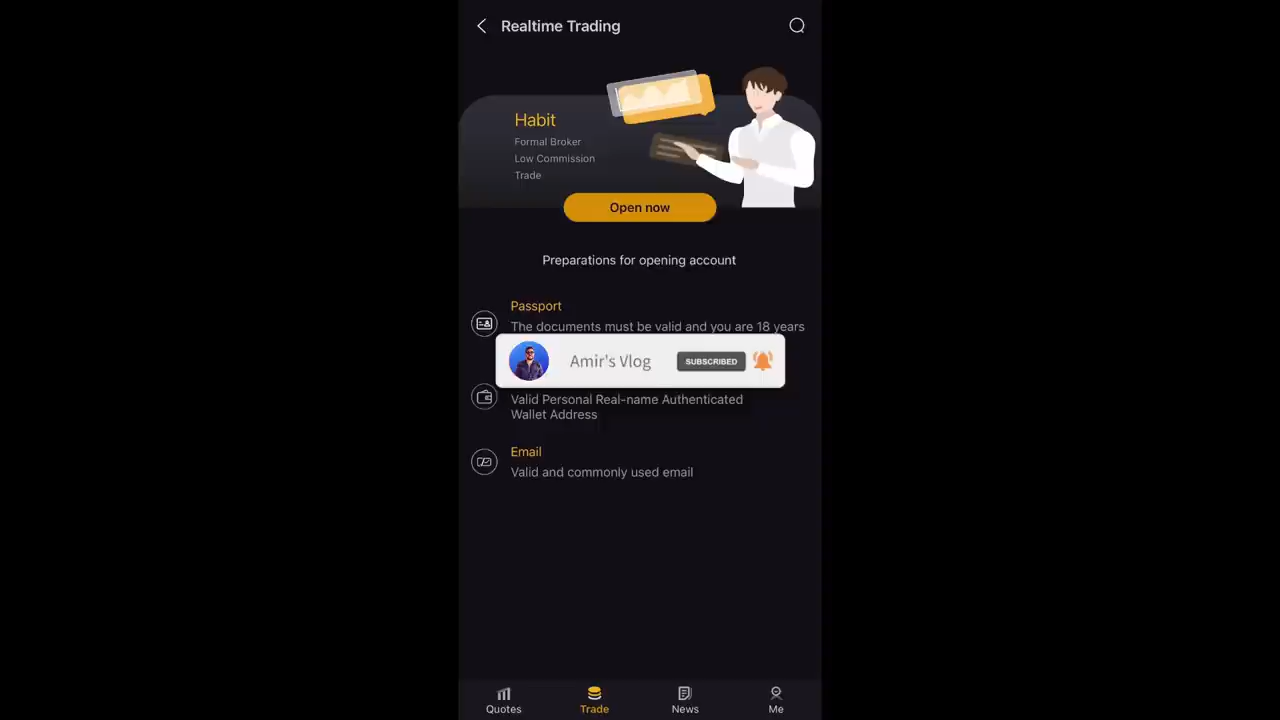 Realtime Trading
Habit
Formal Broker
Low Commission
Trade
Open now
Preparations for opening account
Passport
The documents must be valid and you are 18 years
Amir's Vlog
SUBSCRIBED
Valid Personal Real-name Authenticated
Wallet Address
Email
Valid and commonly used email
Quotes
Trade
News
Me